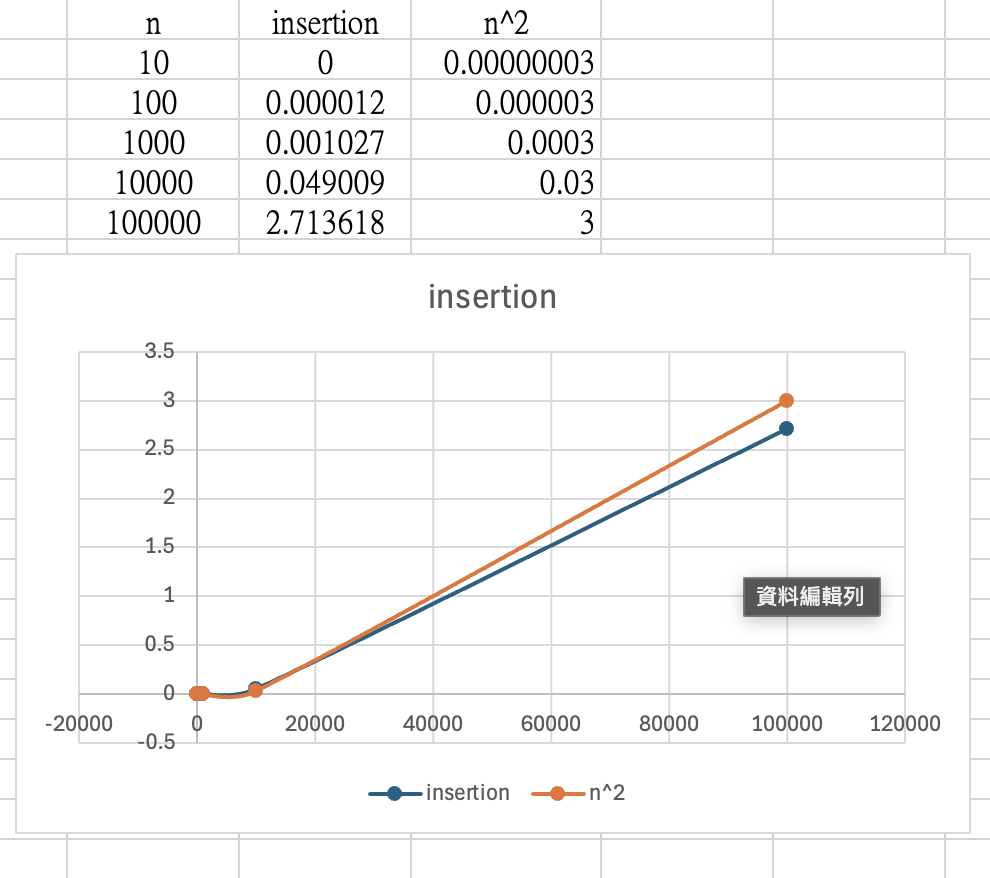 n insertion n^2
10 0 0.00000003
100 0.000012 0.000003
1000 0.001027 0.0003
10000 0.049009 0.03
100000 2.713618 3
insertion
3.5
3
2.5
2
1.5
1
資料編輯列
0.5
0
-20000 0 20000 40000 60000 80000 100000 120000
-0.5
insertion n^2